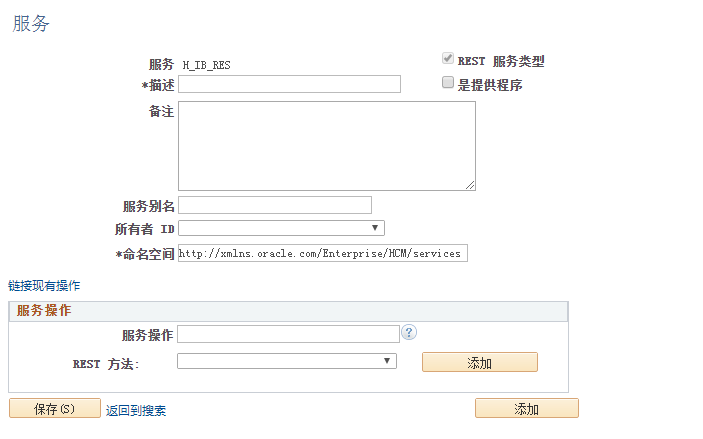 服务
服务 H_IB_RES REST 服务类型
*描述 是提供程序
备注
服务别名
所有者 ID
*命名空间 http://xmlns.oracle.com/Enterprise/HCM/services
链接现有操作
服务操作
服务操作 ?
REST 方法: 添加
保存(S) 返回到搜索 添加